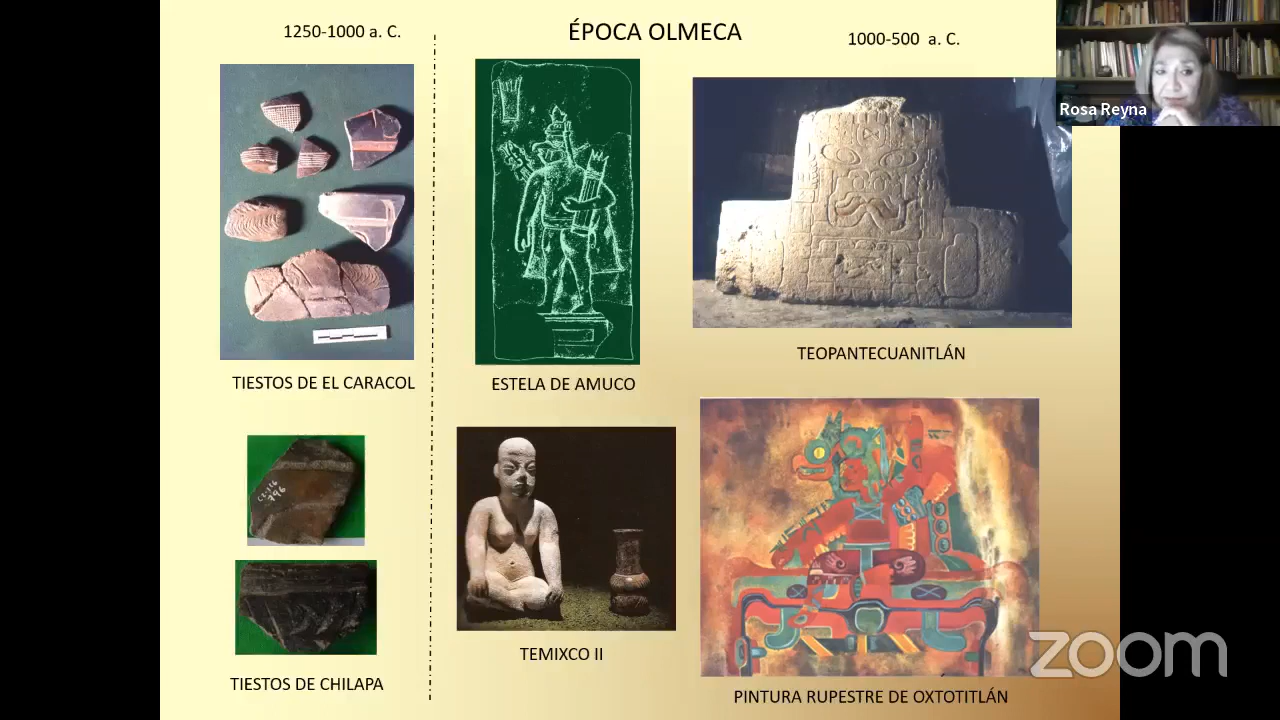 1250-1000 a. C.
ÉPOCA OLMECA
1000-500 a. C.
Rosa Reyna
TIESTOS DE EL CARACOL
ESTELA DE AMUCO
TEOPANTECUANITLÁN
796
TIESTOS DE CHILAPA
TEMIXCO II
PINTURA RUPESTRE DE OXTOTITLÁN
zoom